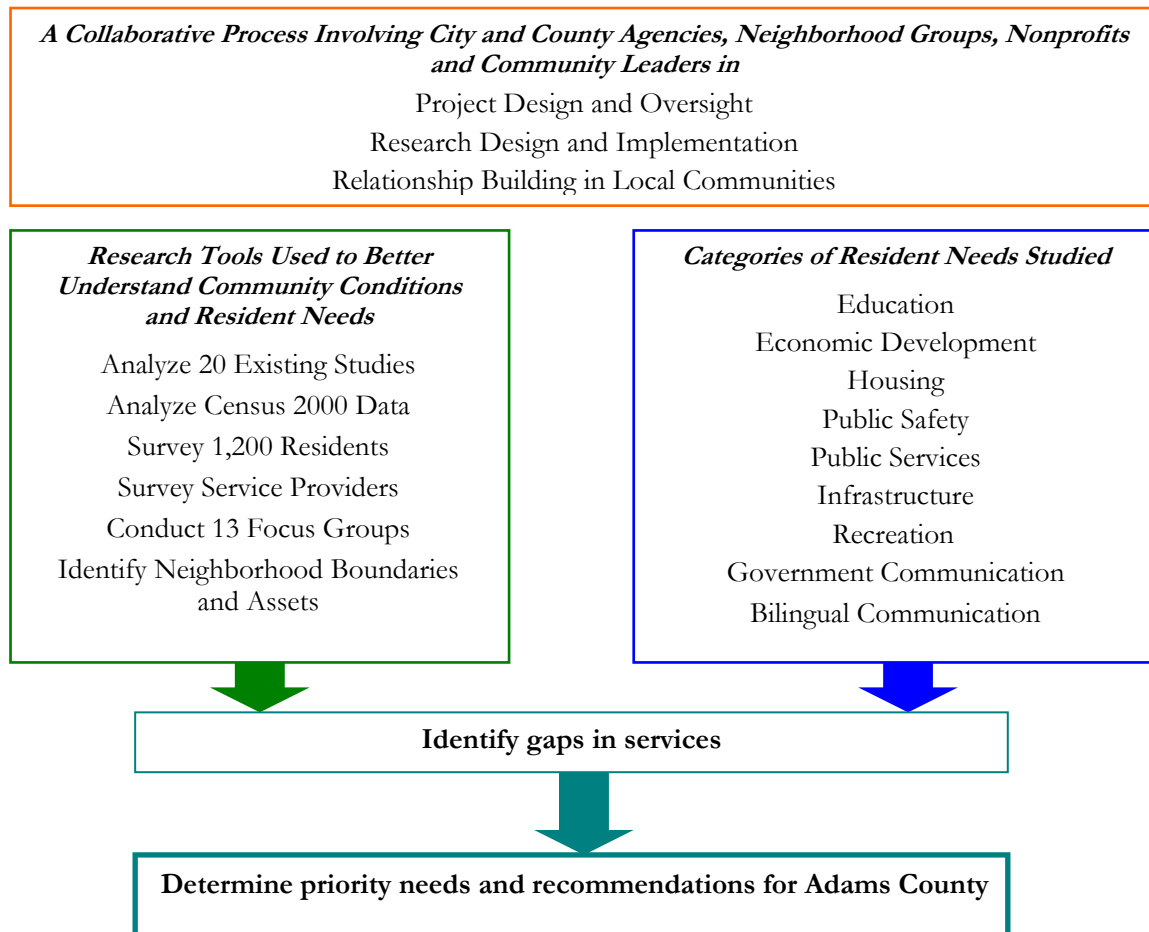 A Collaborative Process Involving City and County Agencies, Neighborhood Groups, Nonprofits
and Community Leaders in
Project Design and Oversight
Research Design and Implementation
Relationship Building in Local Communities
Research Tools Used to Better
Understand Community Conditions
and Resident Needs
Analyze 20 Existing Studies
Analyze Census 2000 Data
Survey 1,200 Residents
Survey Service Providers
Conduct 13 Focus Groups
Identify Neighborhood Boundaries
and Assets
Categories of Resident Needs Studied
Education
Economic Development
Housing
Public Safety
Public Services
Infrastructure
Recreation
Government Communication
Bilingual Communication
Identify gaps in services
Determine priority needs and recommendations for Adams County